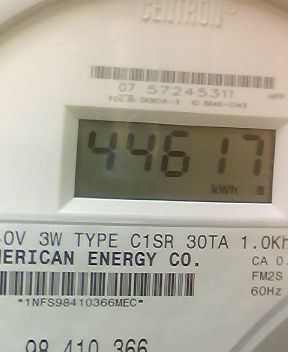 CENTRON®
07 57245311
44617
kWh
0V 3W TYPE C1SR 30TA 1.0Kh
CA 0.
ERICAN ENERGY CO.
FM2S
*1NFS98410366MEC*
60Hz
98 410 366